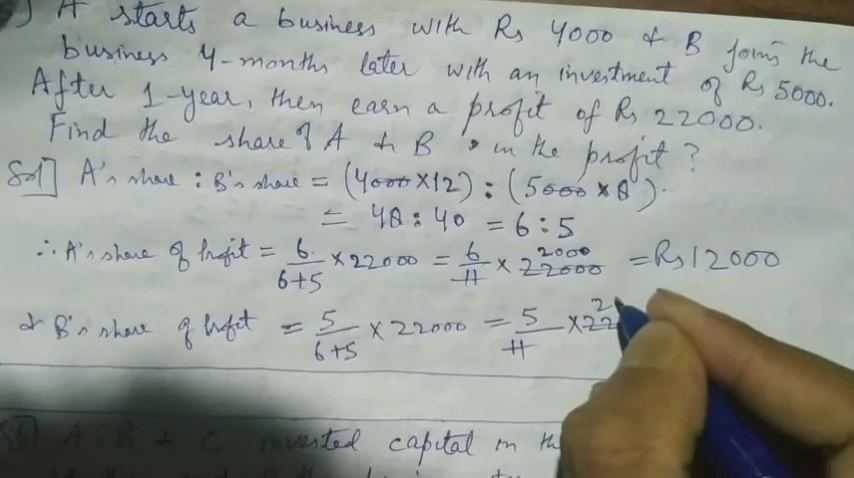 A starts a business with Rs 4000 & B joins the
business 4-months later with an investment of Rs 5000.
After 1-year, then earn a profit of Rs 22000.
Find the share of A & B in the profit?
Sol] A's share : B's share = (4000×12) : (5000×8).
= 48 : 40 = 6 : 5
∴ A's share of Profit = 6/6+5 × 22000 = 6/11 × 22000 2000 = Rs 12000
& B's share of Profit = 5/6+5 × 22000 = 5/11 × 22 2
A B & C invested capital in th